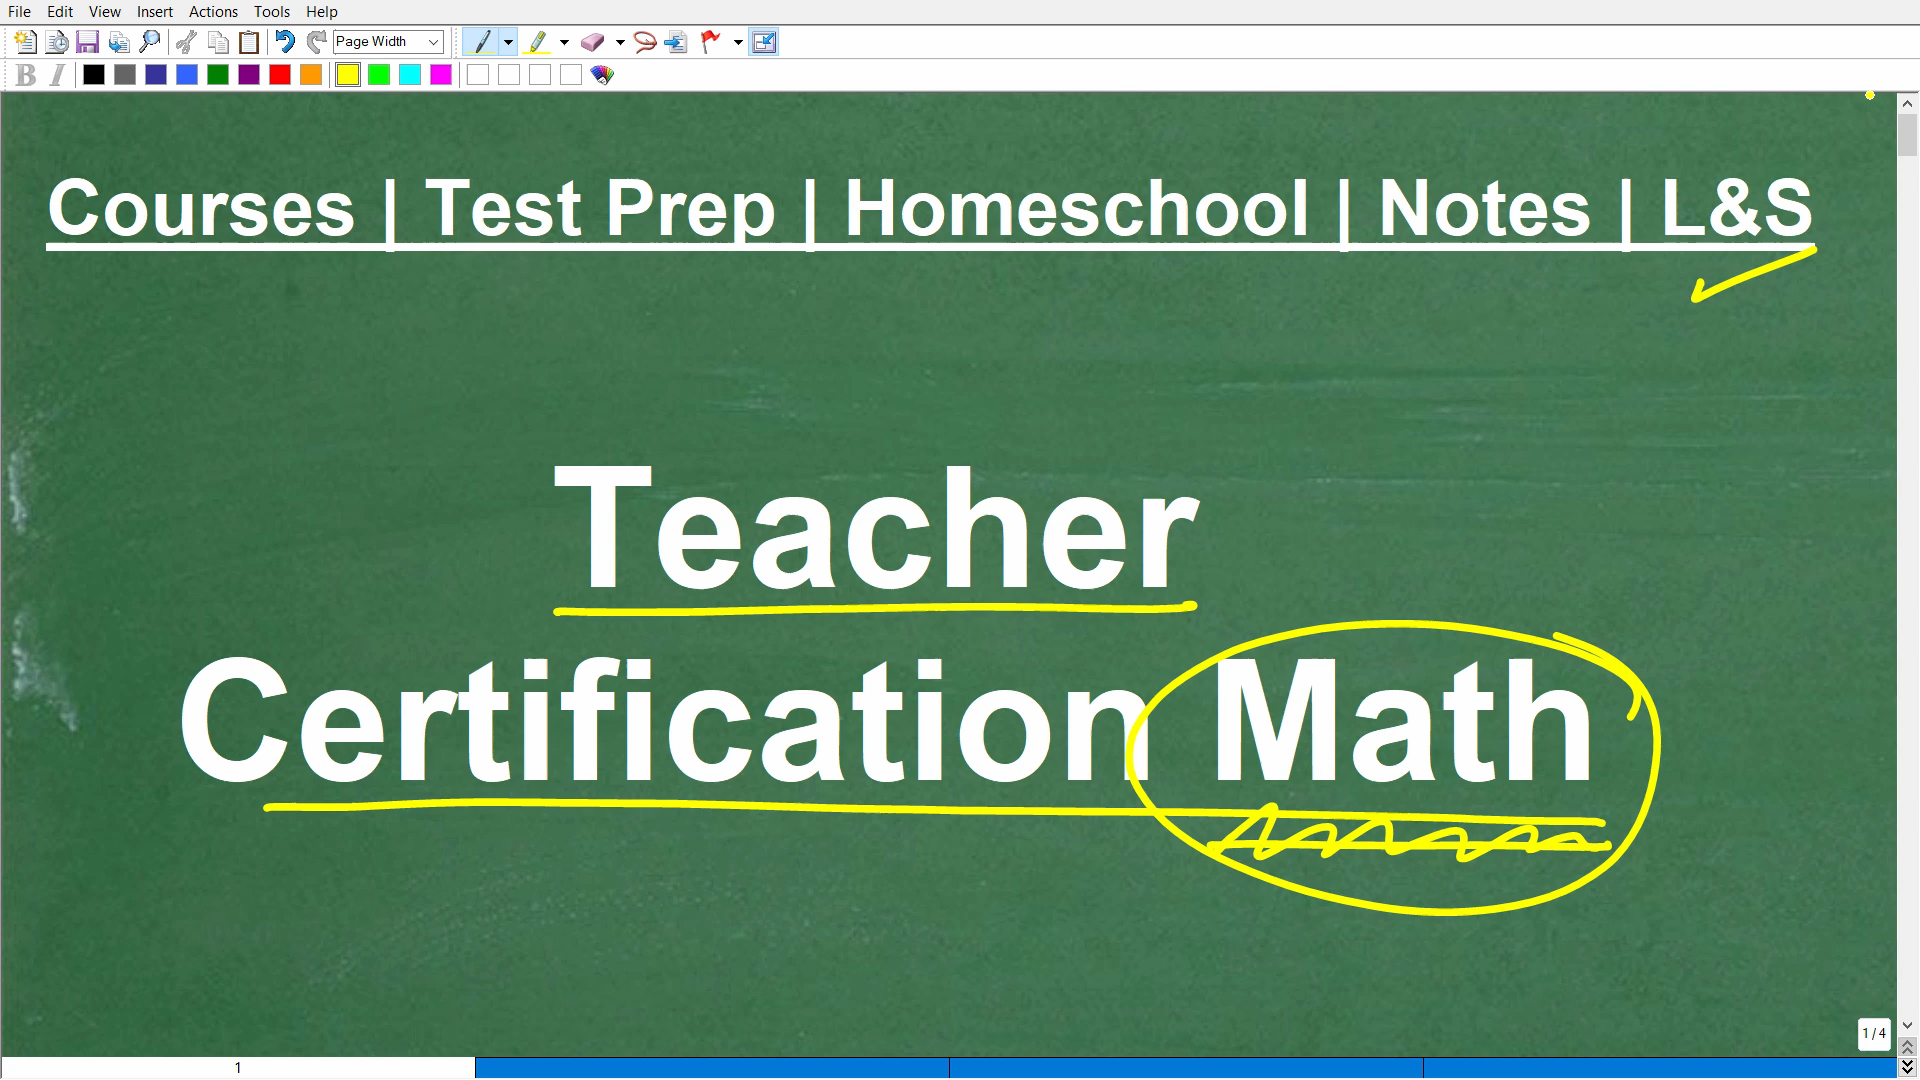 File Edit View Insert Actions Tools Help
Page Width
B I
Courses | Test Prep | Homeschool | Notes | L&S
Teacher
Certification Math
1 / 4
1